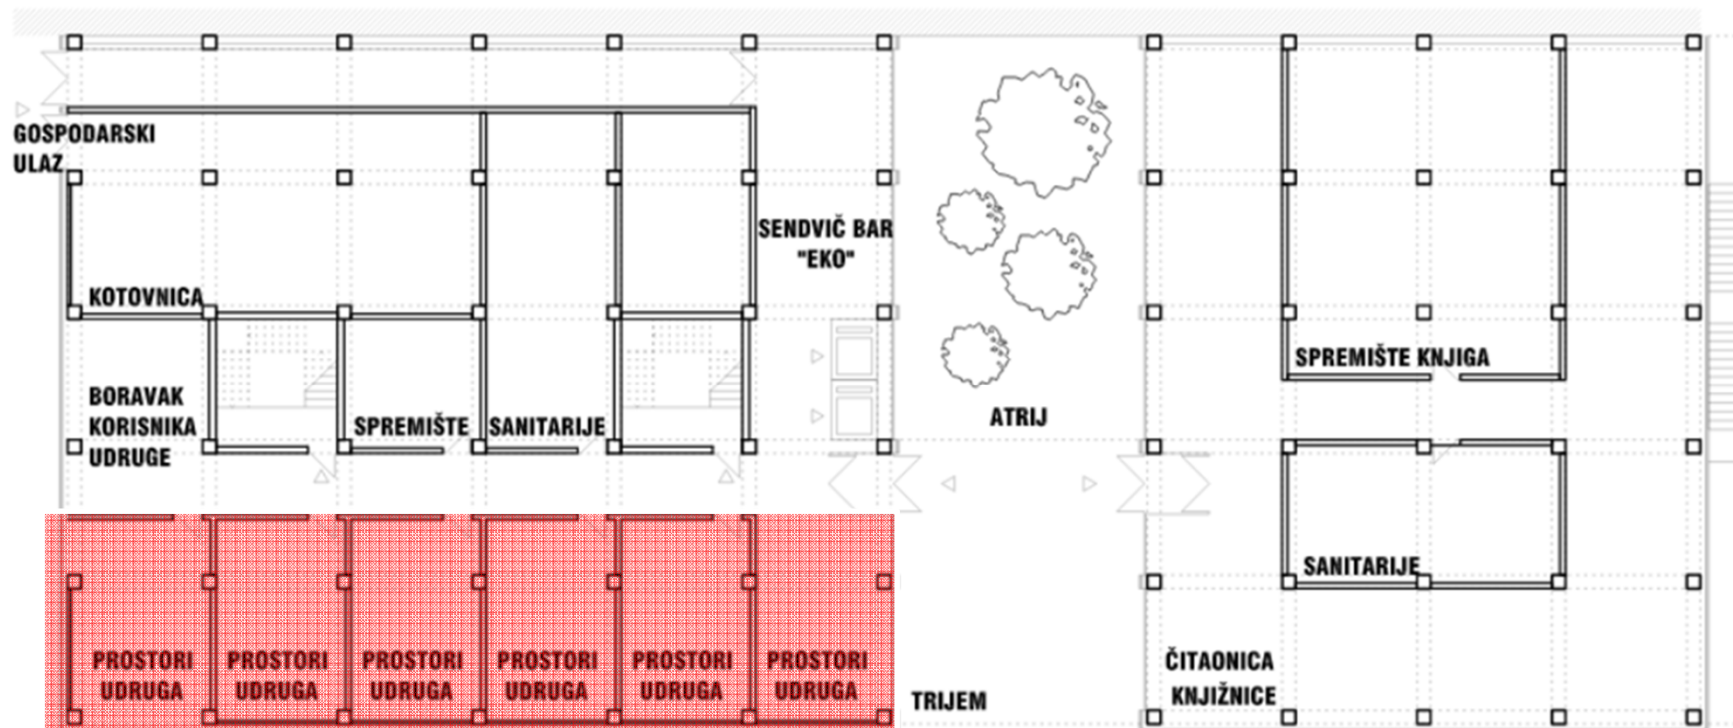 GOSPODARSKI
ULAZ
SENDVIČ BAR
"EKO"
KOTOVNICA
BORAVAK
KORISNIKA
UDRUGE
SPREMIŠTE
SANITARIJE
ATRIJ
SPREMIŠTE KNJIGA
SANITARIJE
PROSTORI
UDRUGA
PROSTORI
UDRUGA
PROSTORI
UDRUGA
PROSTORI
UDRUGA
PROSTORI
UDRUGA
PROSTORI
UDRUGA
TRIJEM
ČITAONICA
KNJIŽNICE